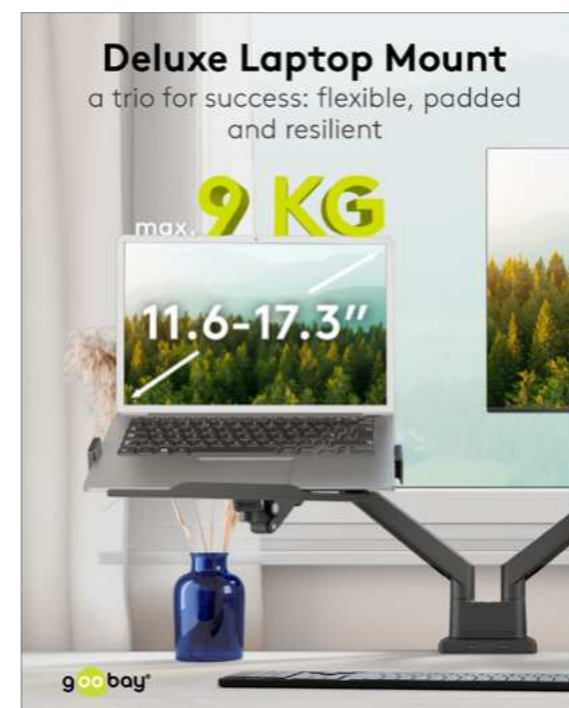 Deluxe Laptop Mount
a trio for success: flexible, padded
and resilient
max. 9 KG
11.6-17.3”
goobay®